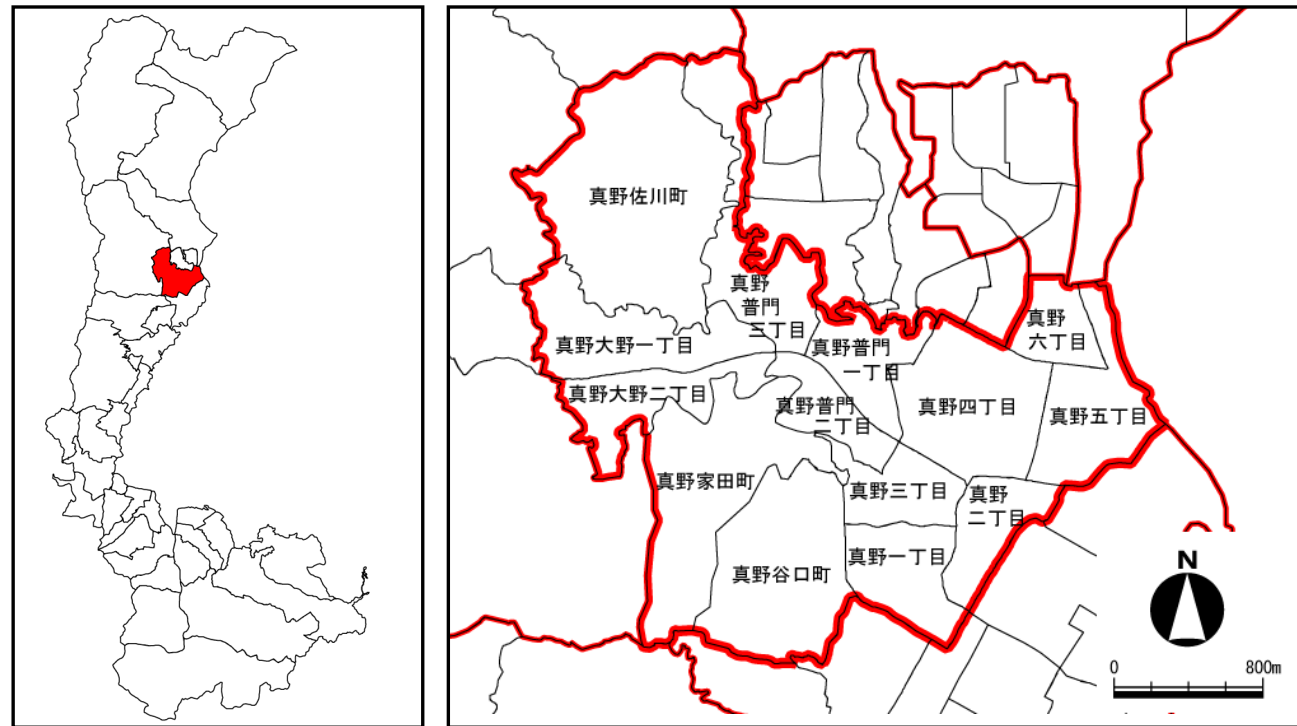 真野佐川町
真野
普門
三丁目
真野大野一丁目
真野普門
一丁目
真野
六丁目
真野大野二丁目
真野普門
二丁目
真野四丁目
真野五丁目
真野家田町
真野三丁目
真野
二丁目
真野谷口町
真野一丁目
N
0 800m